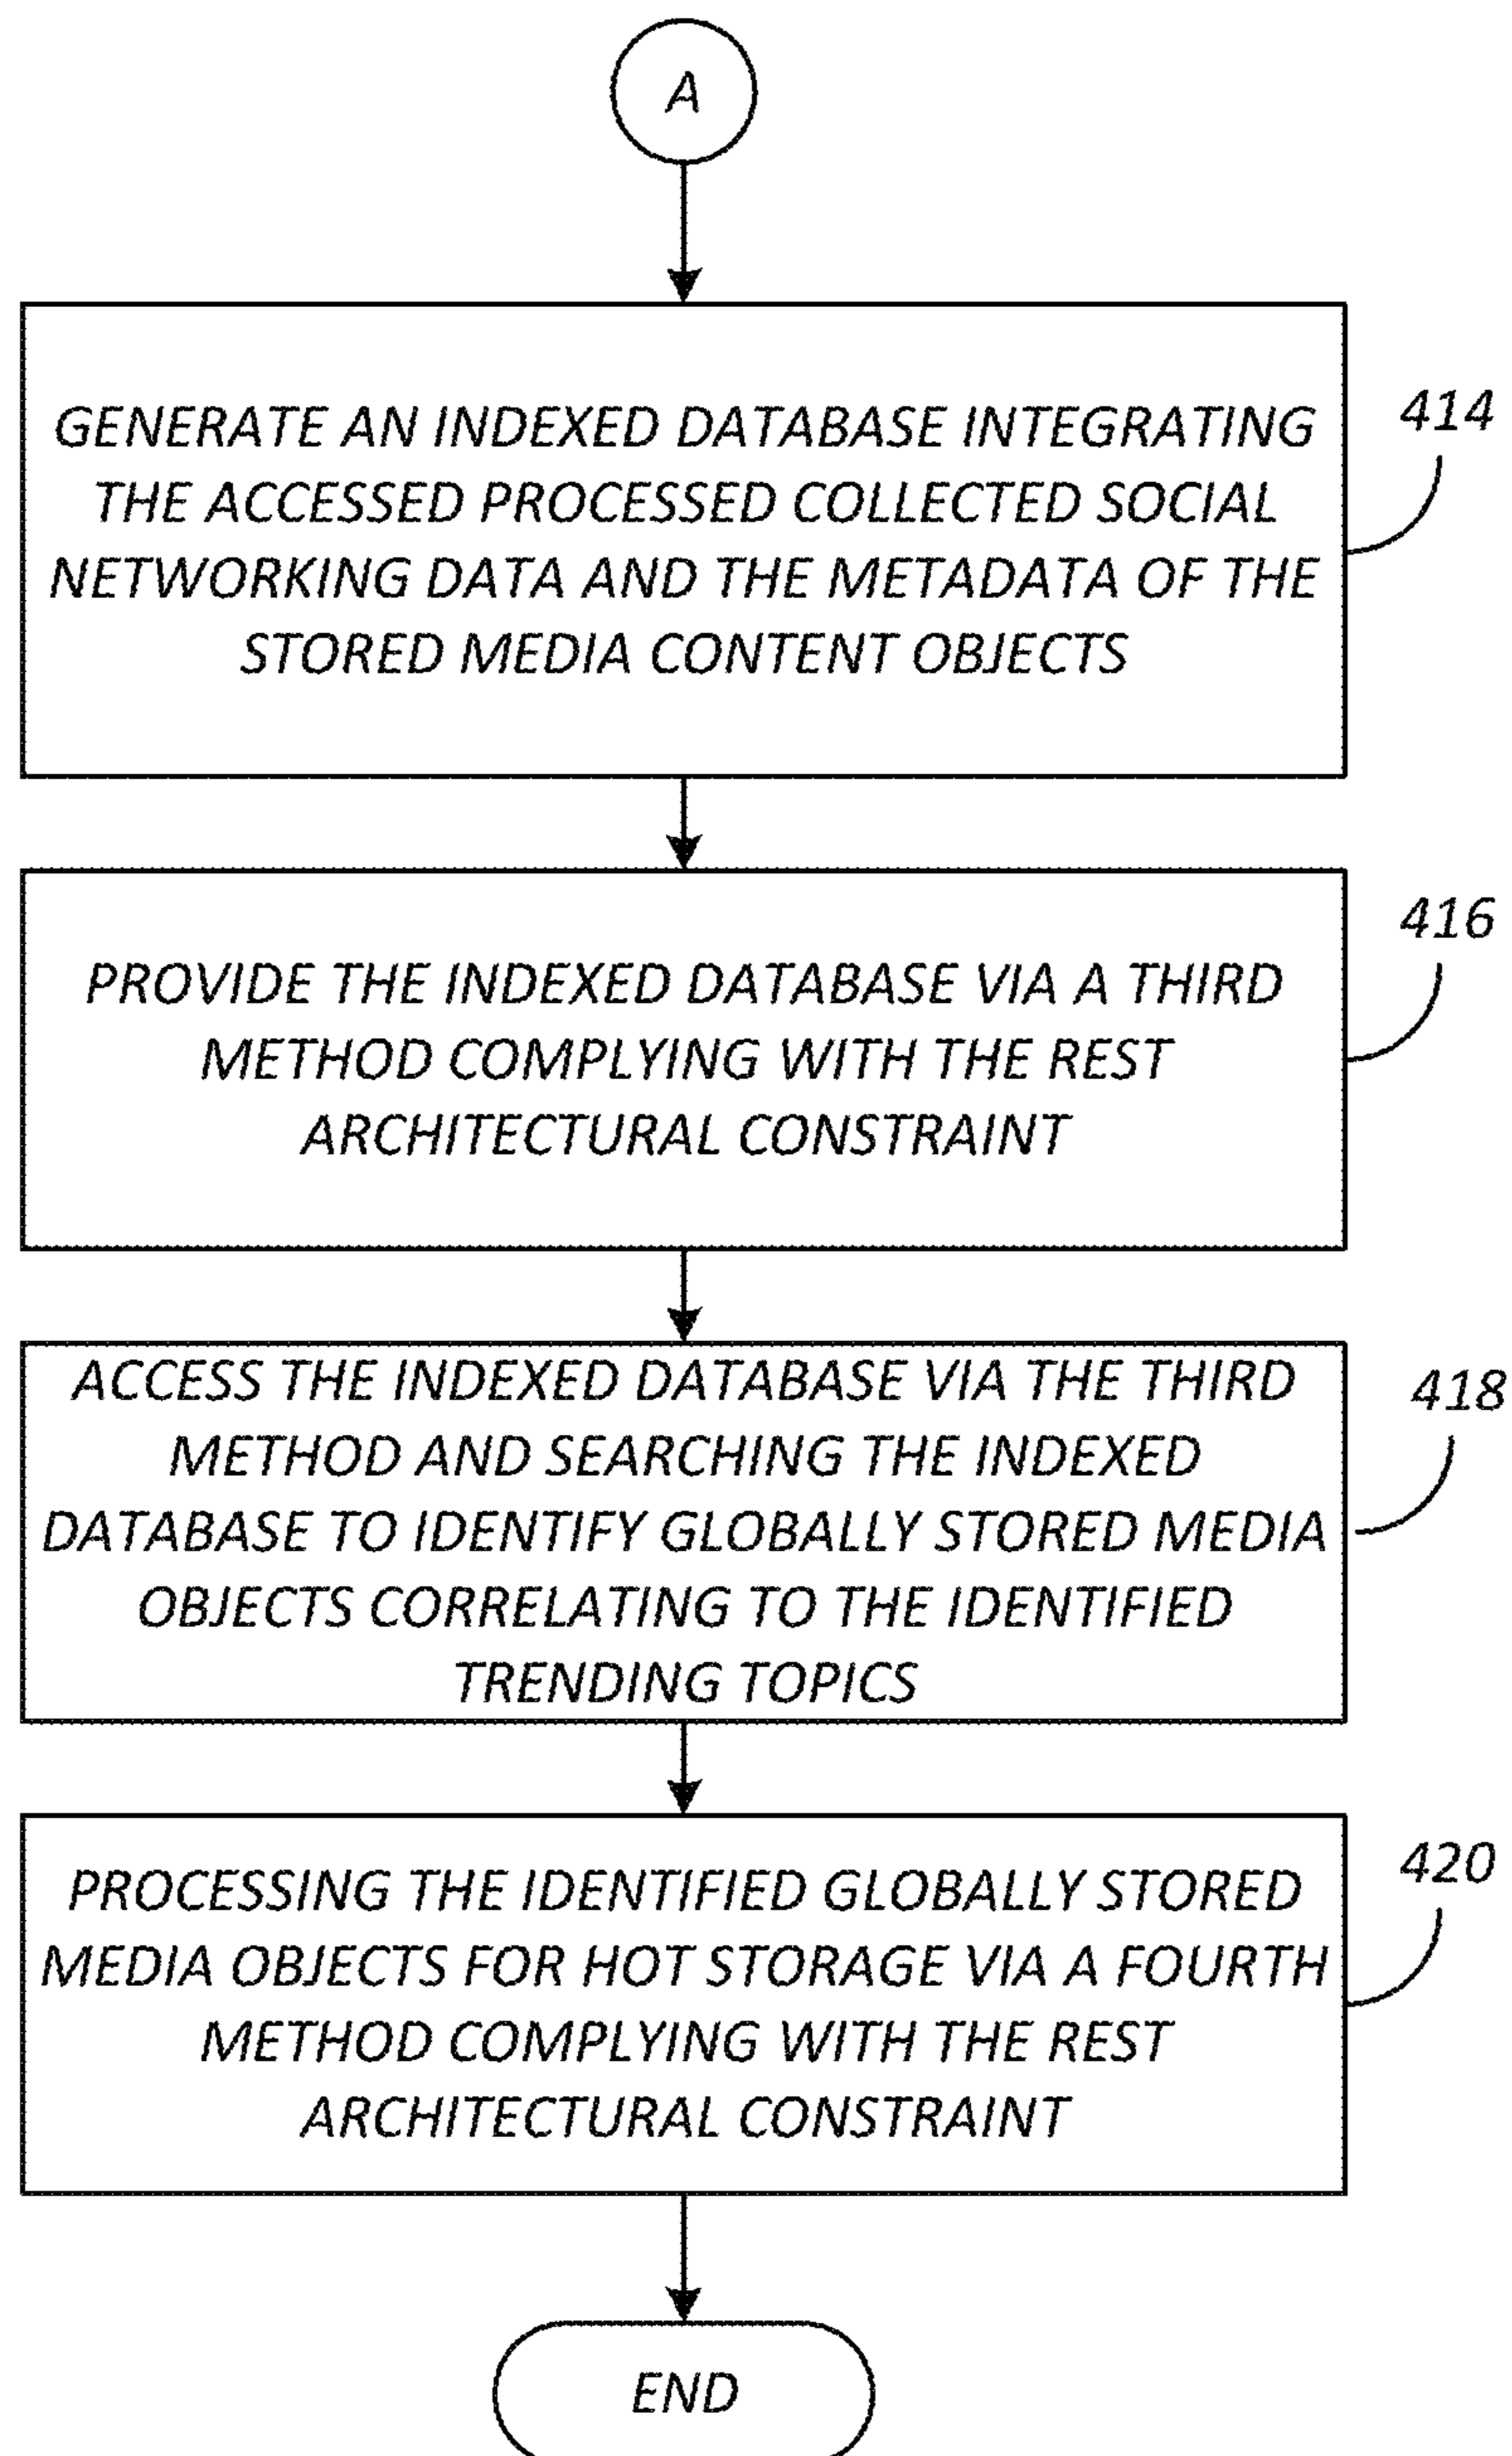 A
GENERATE AN INDEXED DATABASE INTEGRATING
THE ACCESSED PROCESSED COLLECTED SOCIAL
NETWORKING DATA AND THE METADATA OF THE
STORED MEDIA CONTENT OBJECTS
414
PROVIDE THE INDEXED DATABASE VIA A THIRD
METHOD COMPLYING WITH THE REST
ARCHITECTURAL CONSTRAINT
416
ACCESS THE INDEXED DATABASE VIA THE THIRD
METHOD AND SEARCHING THE INDEXED
DATABASE TO IDENTIFY GLOBALLY STORED MEDIA
OBJECTS CORRELATING TO THE IDENTIFIED
TRENDING TOPICS
418
PROCESSING THE IDENTIFIED GLOBALLY STORED
MEDIA OBJECTS FOR HOT STORAGE VIA A FOURTH
METHOD COMPLYING WITH THE REST
ARCHITECTURAL CONSTRAINT
420
END